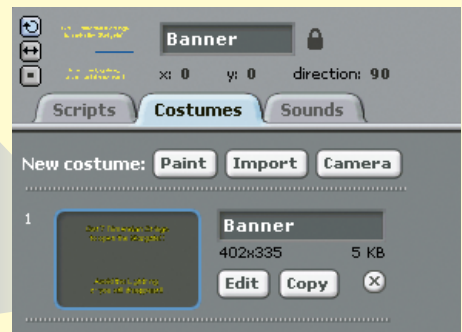 Banner
x: 0 y: 0 direction: 90
Scripts Costumes Sounds
New costume: Paint Import Camera
1
Banner
402x335 5 KB
Edit Copy